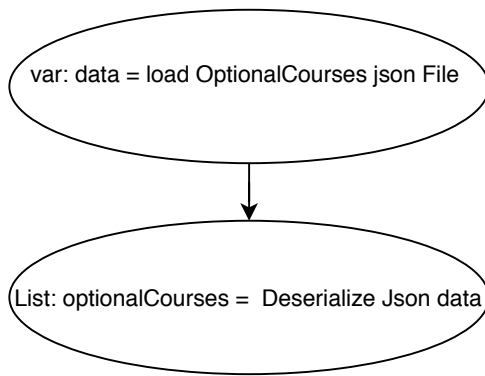 var: data = load OptionalCourses json File
List: optionalCourses =  Deserialize Json data